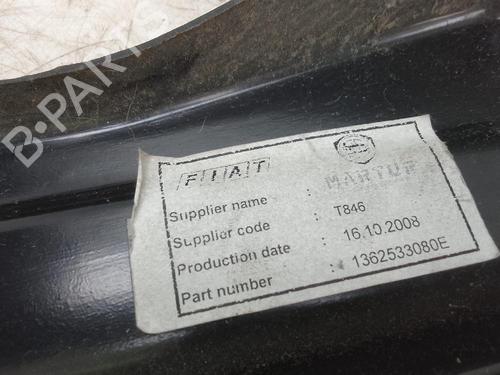 B-PARTS
FIAT
Supplier name : MARTUR
Supplier code : T846
Production date : 16.10.2008
Part number : 1362533080E